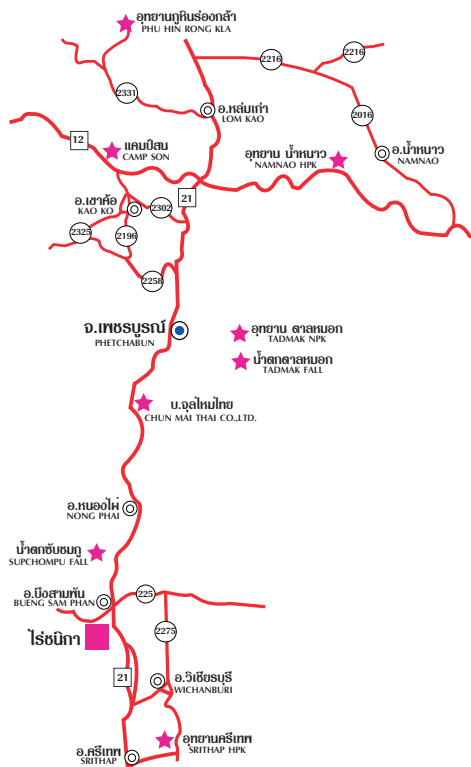 อุทยานภูหินร่องกล้า
PHU HIN RONG KLA
2216
2216
2331
อ.หล่มเก่า
LOM KAO
2016
12
แคมป์สน
CAMP SON
อุทยาน น้ำหนาว
NAMNAO HPK
อ.น้ำหนาว
NAMNAO
21
อ.เขาค้อ
KAO KO
2302
2325
2196
2258
จ.เพชรบูรณ์
PHETCHABUN
อุทยาน ตาลหมอก
TADMAK NPK
น้ำตกตาลหมอก
TADMAK FALL
บ.จุลไหมไทย
CHUN MAI THAI CO.,LTD.
อ.หนองไผ่
NONG PHAI
น้ำตกซับชมภู
SUPCHOMPU FALL
อ.บึงสามพัน
BUENG SAM PHAN
225
ไร่ชนิกา
2275
21
อ.วิเชียรบุรี
WICHANBURI
อุทยานศรีเทพ
SRITHAP HPK
อ.ศรีเทพ
SRITHAP